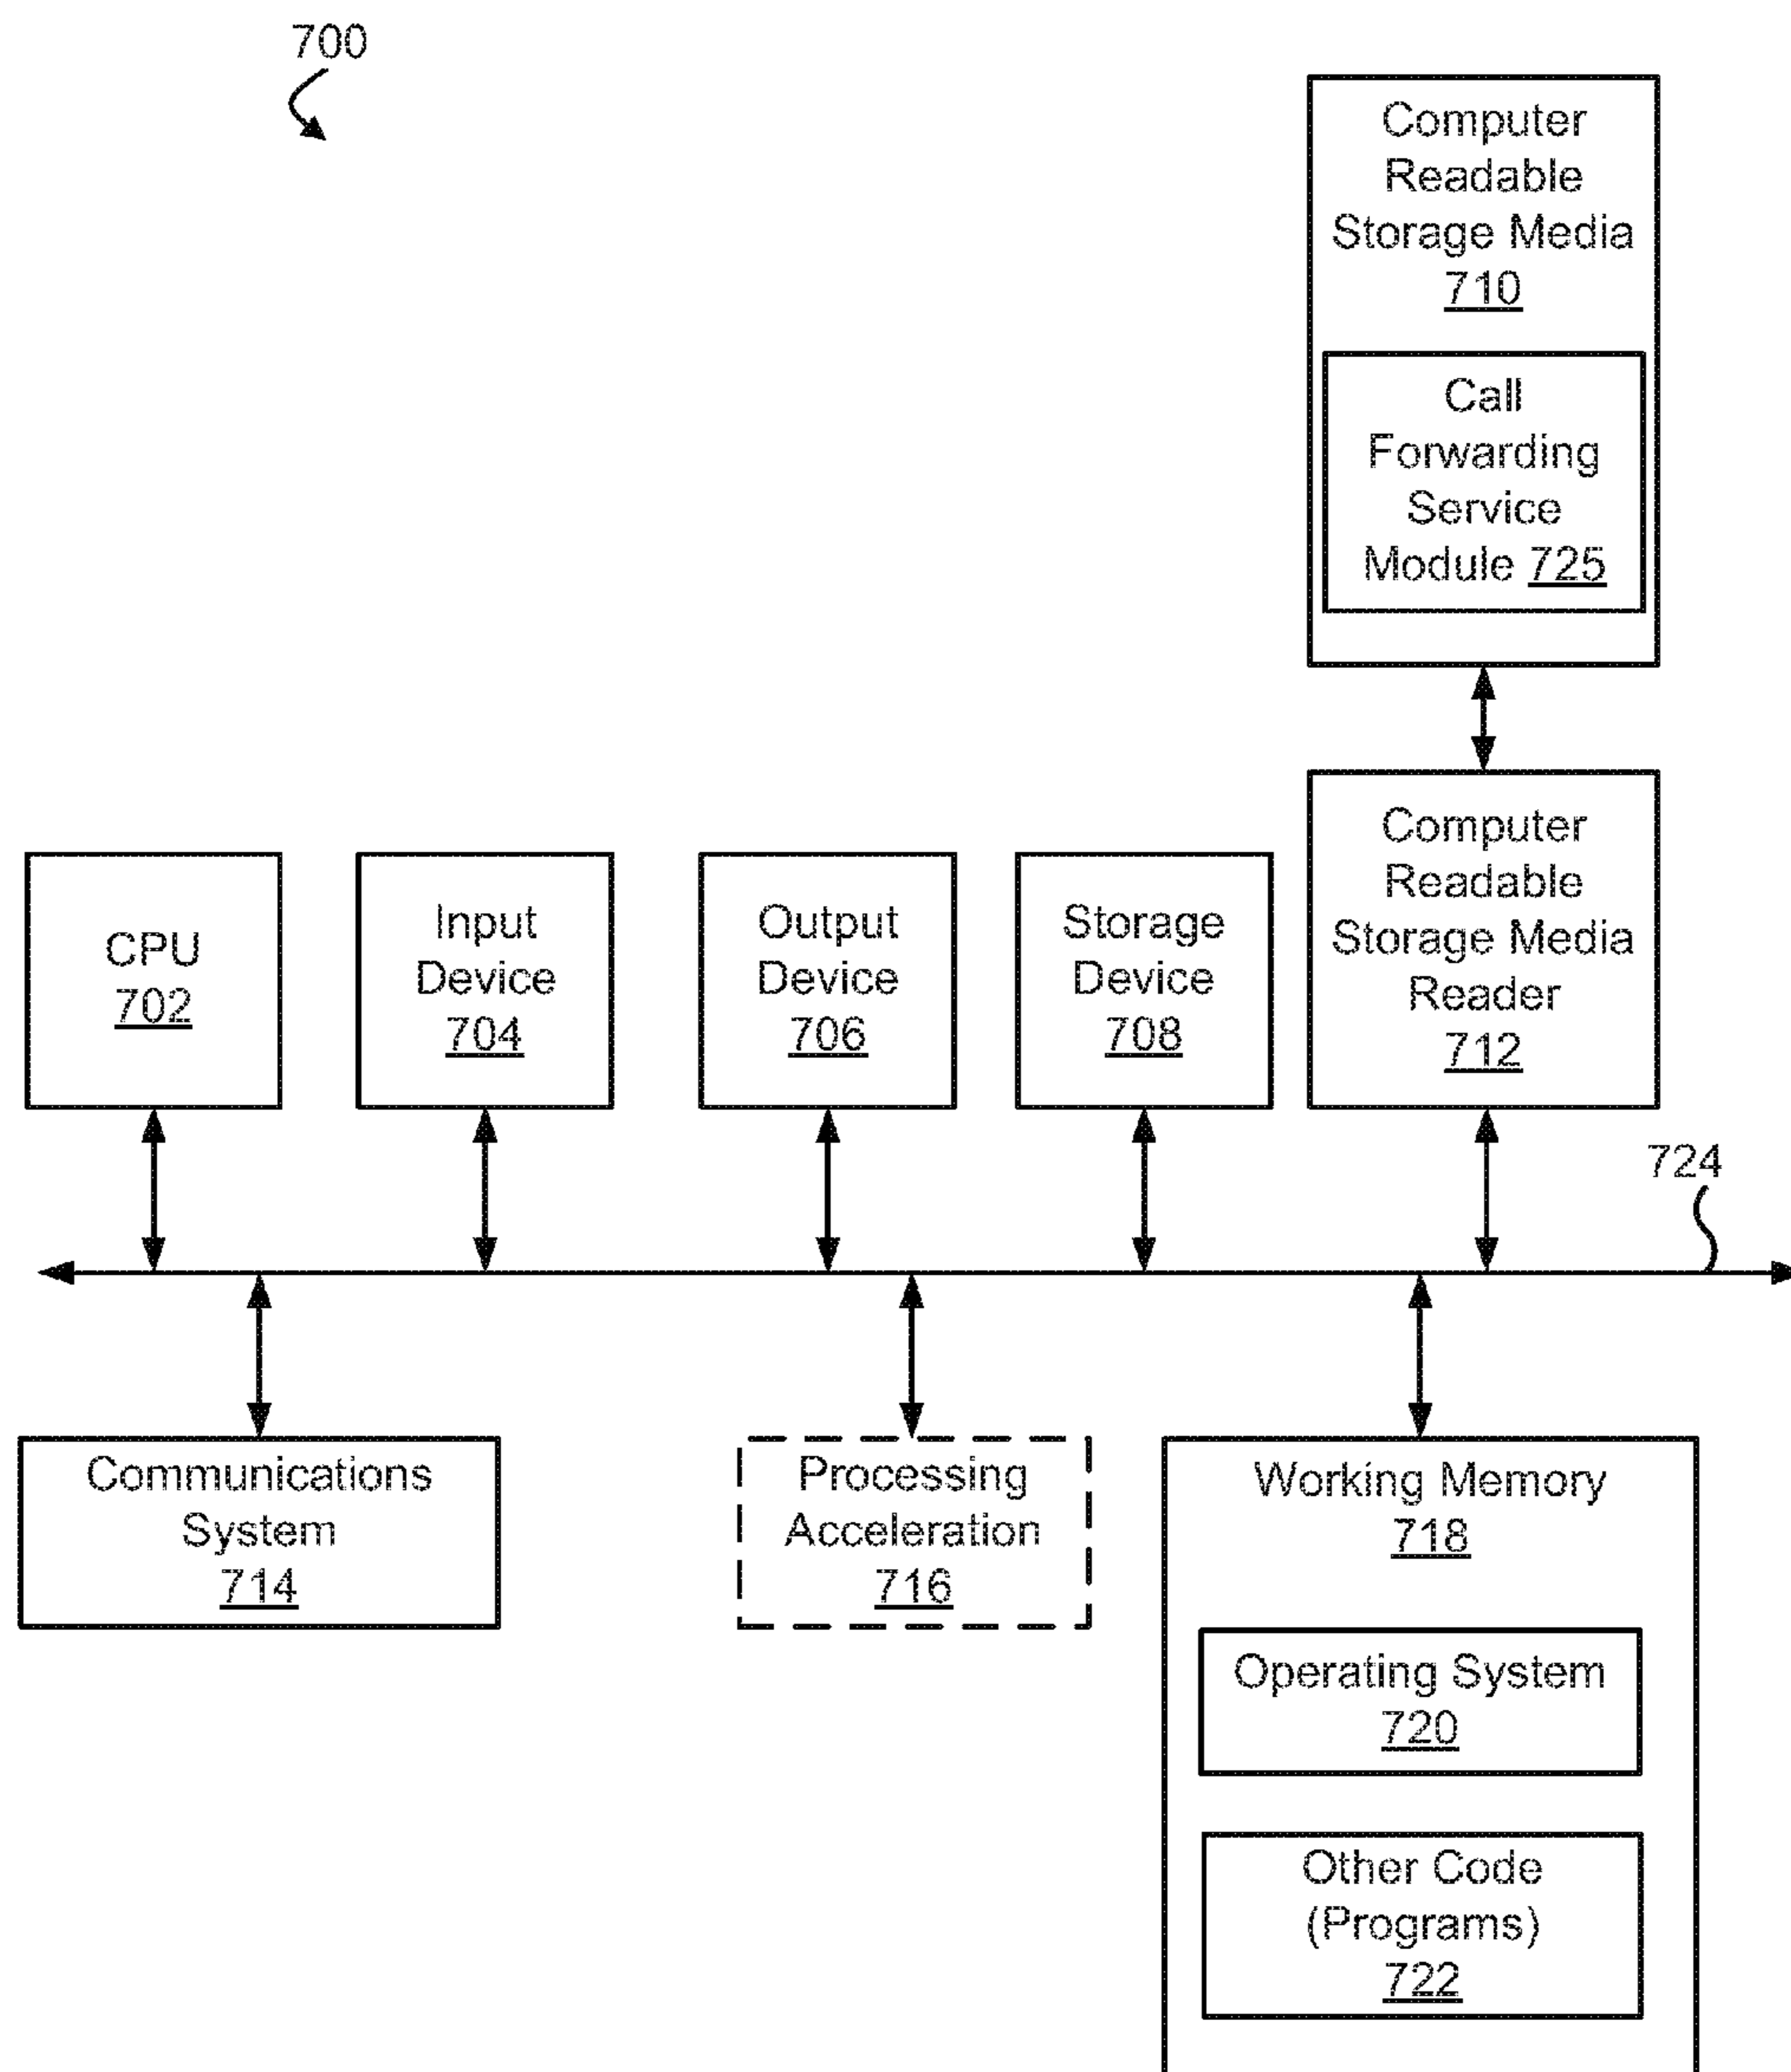 700
Computer
Readable
Storage Media
710
Call
Forwarding
Service
Module 725
CPU
702
Input
Device
704
Output
Device
706
Storage
Device
708
Computer
Readable
Storage Media
Reader
712
724
Communications
System
714
Processing
Acceleration
716
Working Memory
718
Operating System
720
Other Code
(Programs)
722